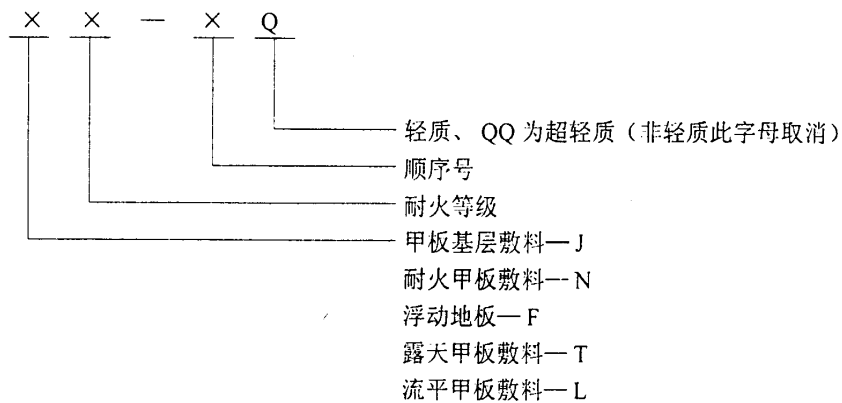 × × — × Q
轻质、QQ 为超轻质（非轻质此字母取消）
顺序号
耐火等级
甲板基层敷料—J
耐火甲板敷料—N
浮动地板—F
露天甲板敷料—T
流平甲板敷料—L